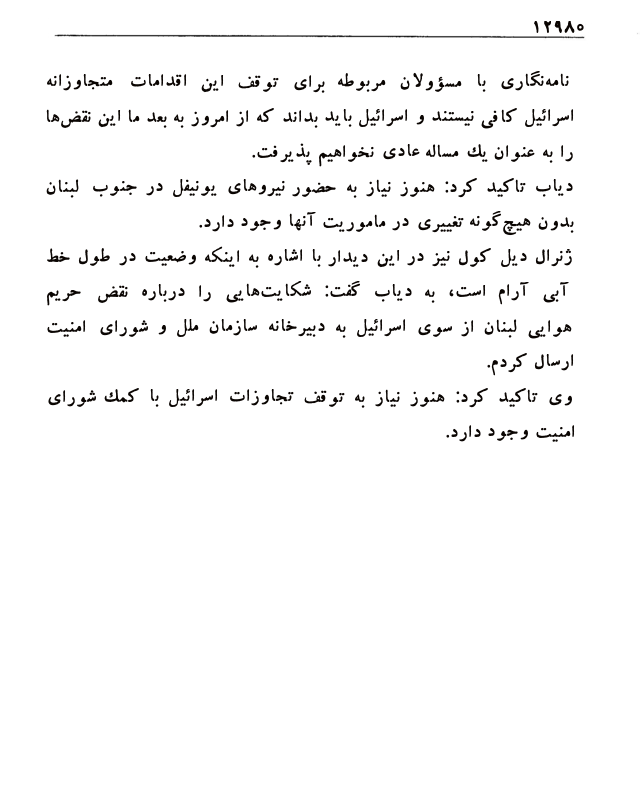 ۱۲۹۸۰
نامه‌نگاری با مسؤولان مربوطه برای توقف این اقدامات متجاوزانه
اسرائیل کافی نیستند و اسرائیل باید بداند که از امروز به بعد ما این نقض‌ها
را به عنوان یك مساله عادی نخواهیم پذیرفت.
دیاب تاکید کرد: هنوز نیاز به حضور نیروهای یونیفل در جنوب لبنان
بدون هیچ‌گونه تغییری در ماموریت آنها وجود دارد.
ژنرال دیل کول نیز در این دیدار با اشاره به اینکه وضعیت در طول خط
آبی آرام است، به دیاب گفت: شکایت‌هایی را درباره نقض حریم
هوایی لبنان از سوی اسرائیل به دبیرخانه سازمان ملل و شورای امنیت
ارسال کردم.
وی تاکید کرد: هنوز نیاز به توقف تجاوزات اسرائیل با کمك شورای
امنیت وجود دارد.